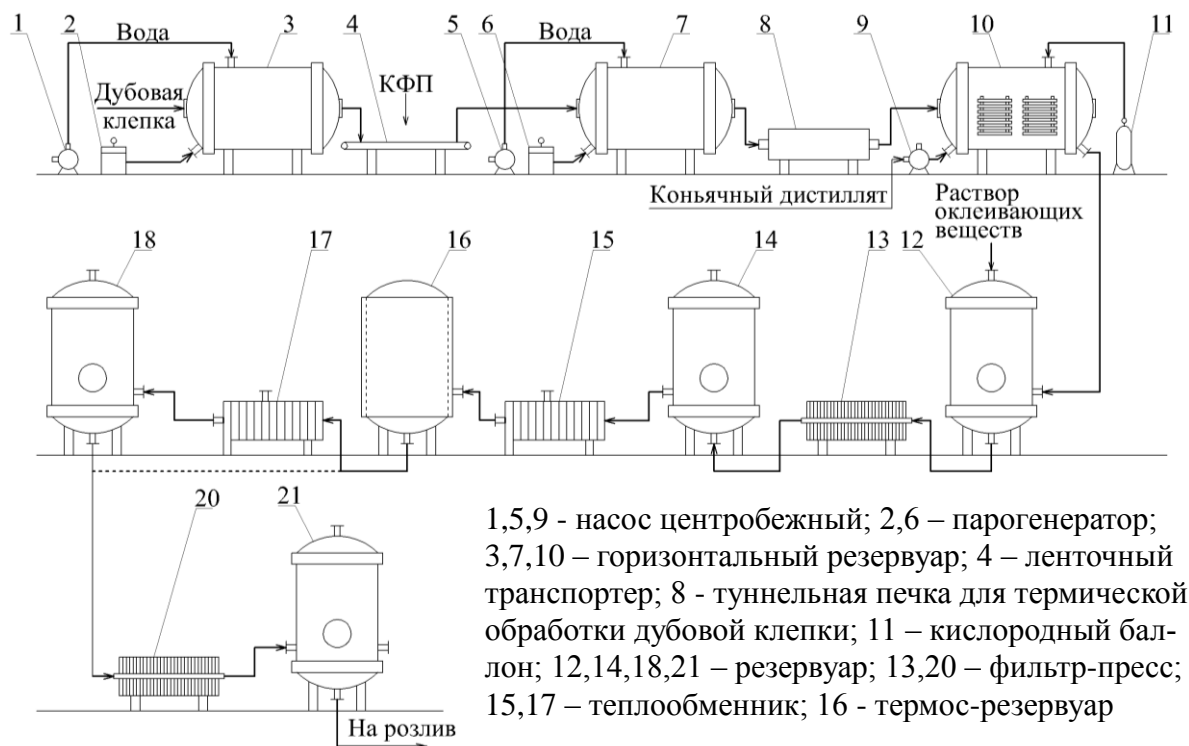 1 2 3 4 5 6 7 8 9 10 11
Вода
Вода
КФП
Дубовая
клепка
Коньячный дистиллят
Раствор
оклеивающих
веществ
18 17 16 15 14 13 12
20 21
На розлив
1,5,9 - насос центробежный; 2,6 – парогенератор;
3,7,10 – горизонтальный резервуар; 4 – ленточный
транспортер; 8 - туннельная печка для термической
обработки дубовой клепки; 11 – кислородный бал-
лон; 12,14,18,21 – резервуар; 13,20 – фильтр-пресс;
15,17 – теплообменник; 16 - термос-резервуар